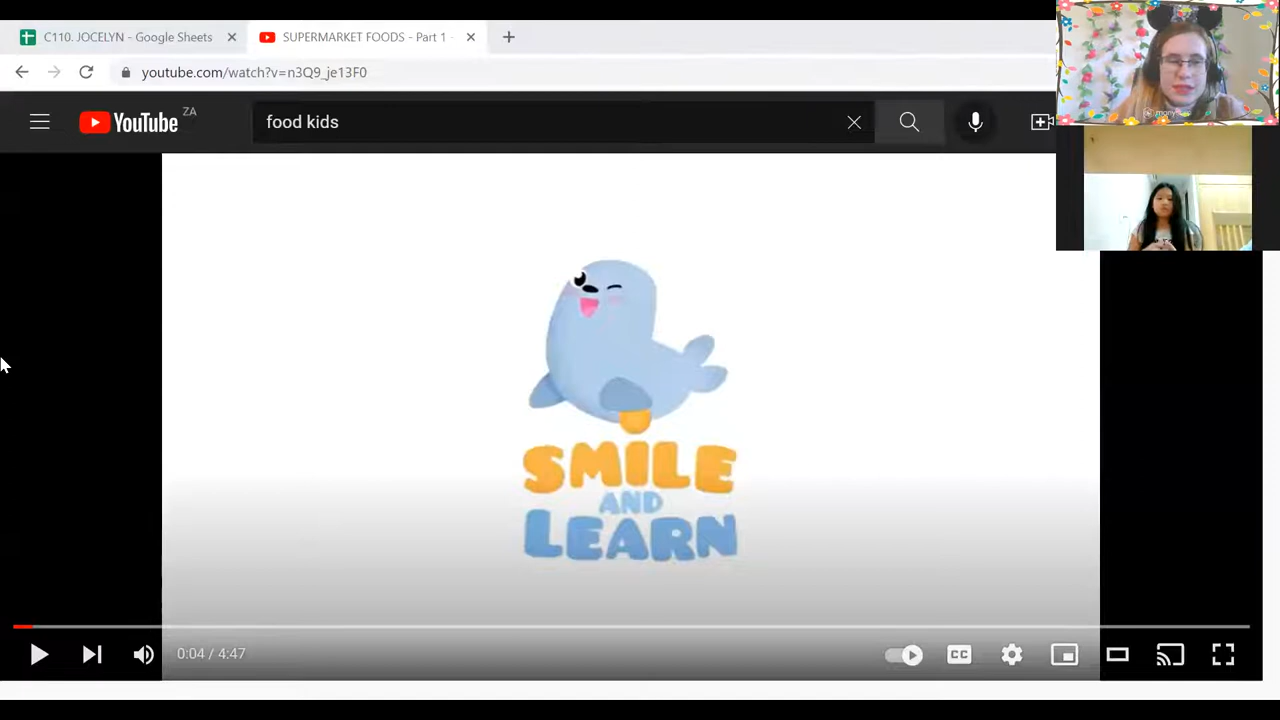 C110. JOCELYN - Google Sheets
SUPERMARKET FOODS - Part 1 -
youtube.com/watch?v=n3Q9_je13F0
YouTube ZA
food kids
SMILE
AND
LEARN
0:04 / 4:47
CC